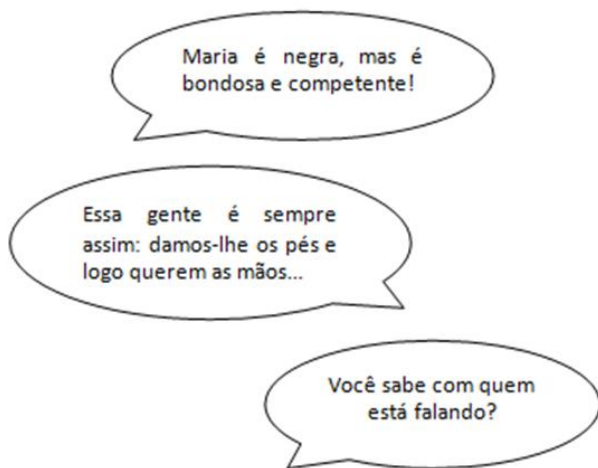 Maria é negra, mas é
bondosa e competente!
Essa gente é sempre
assim: damos-lhe os pés e
logo querem as mãos...
Você sabe com quem
está falando?